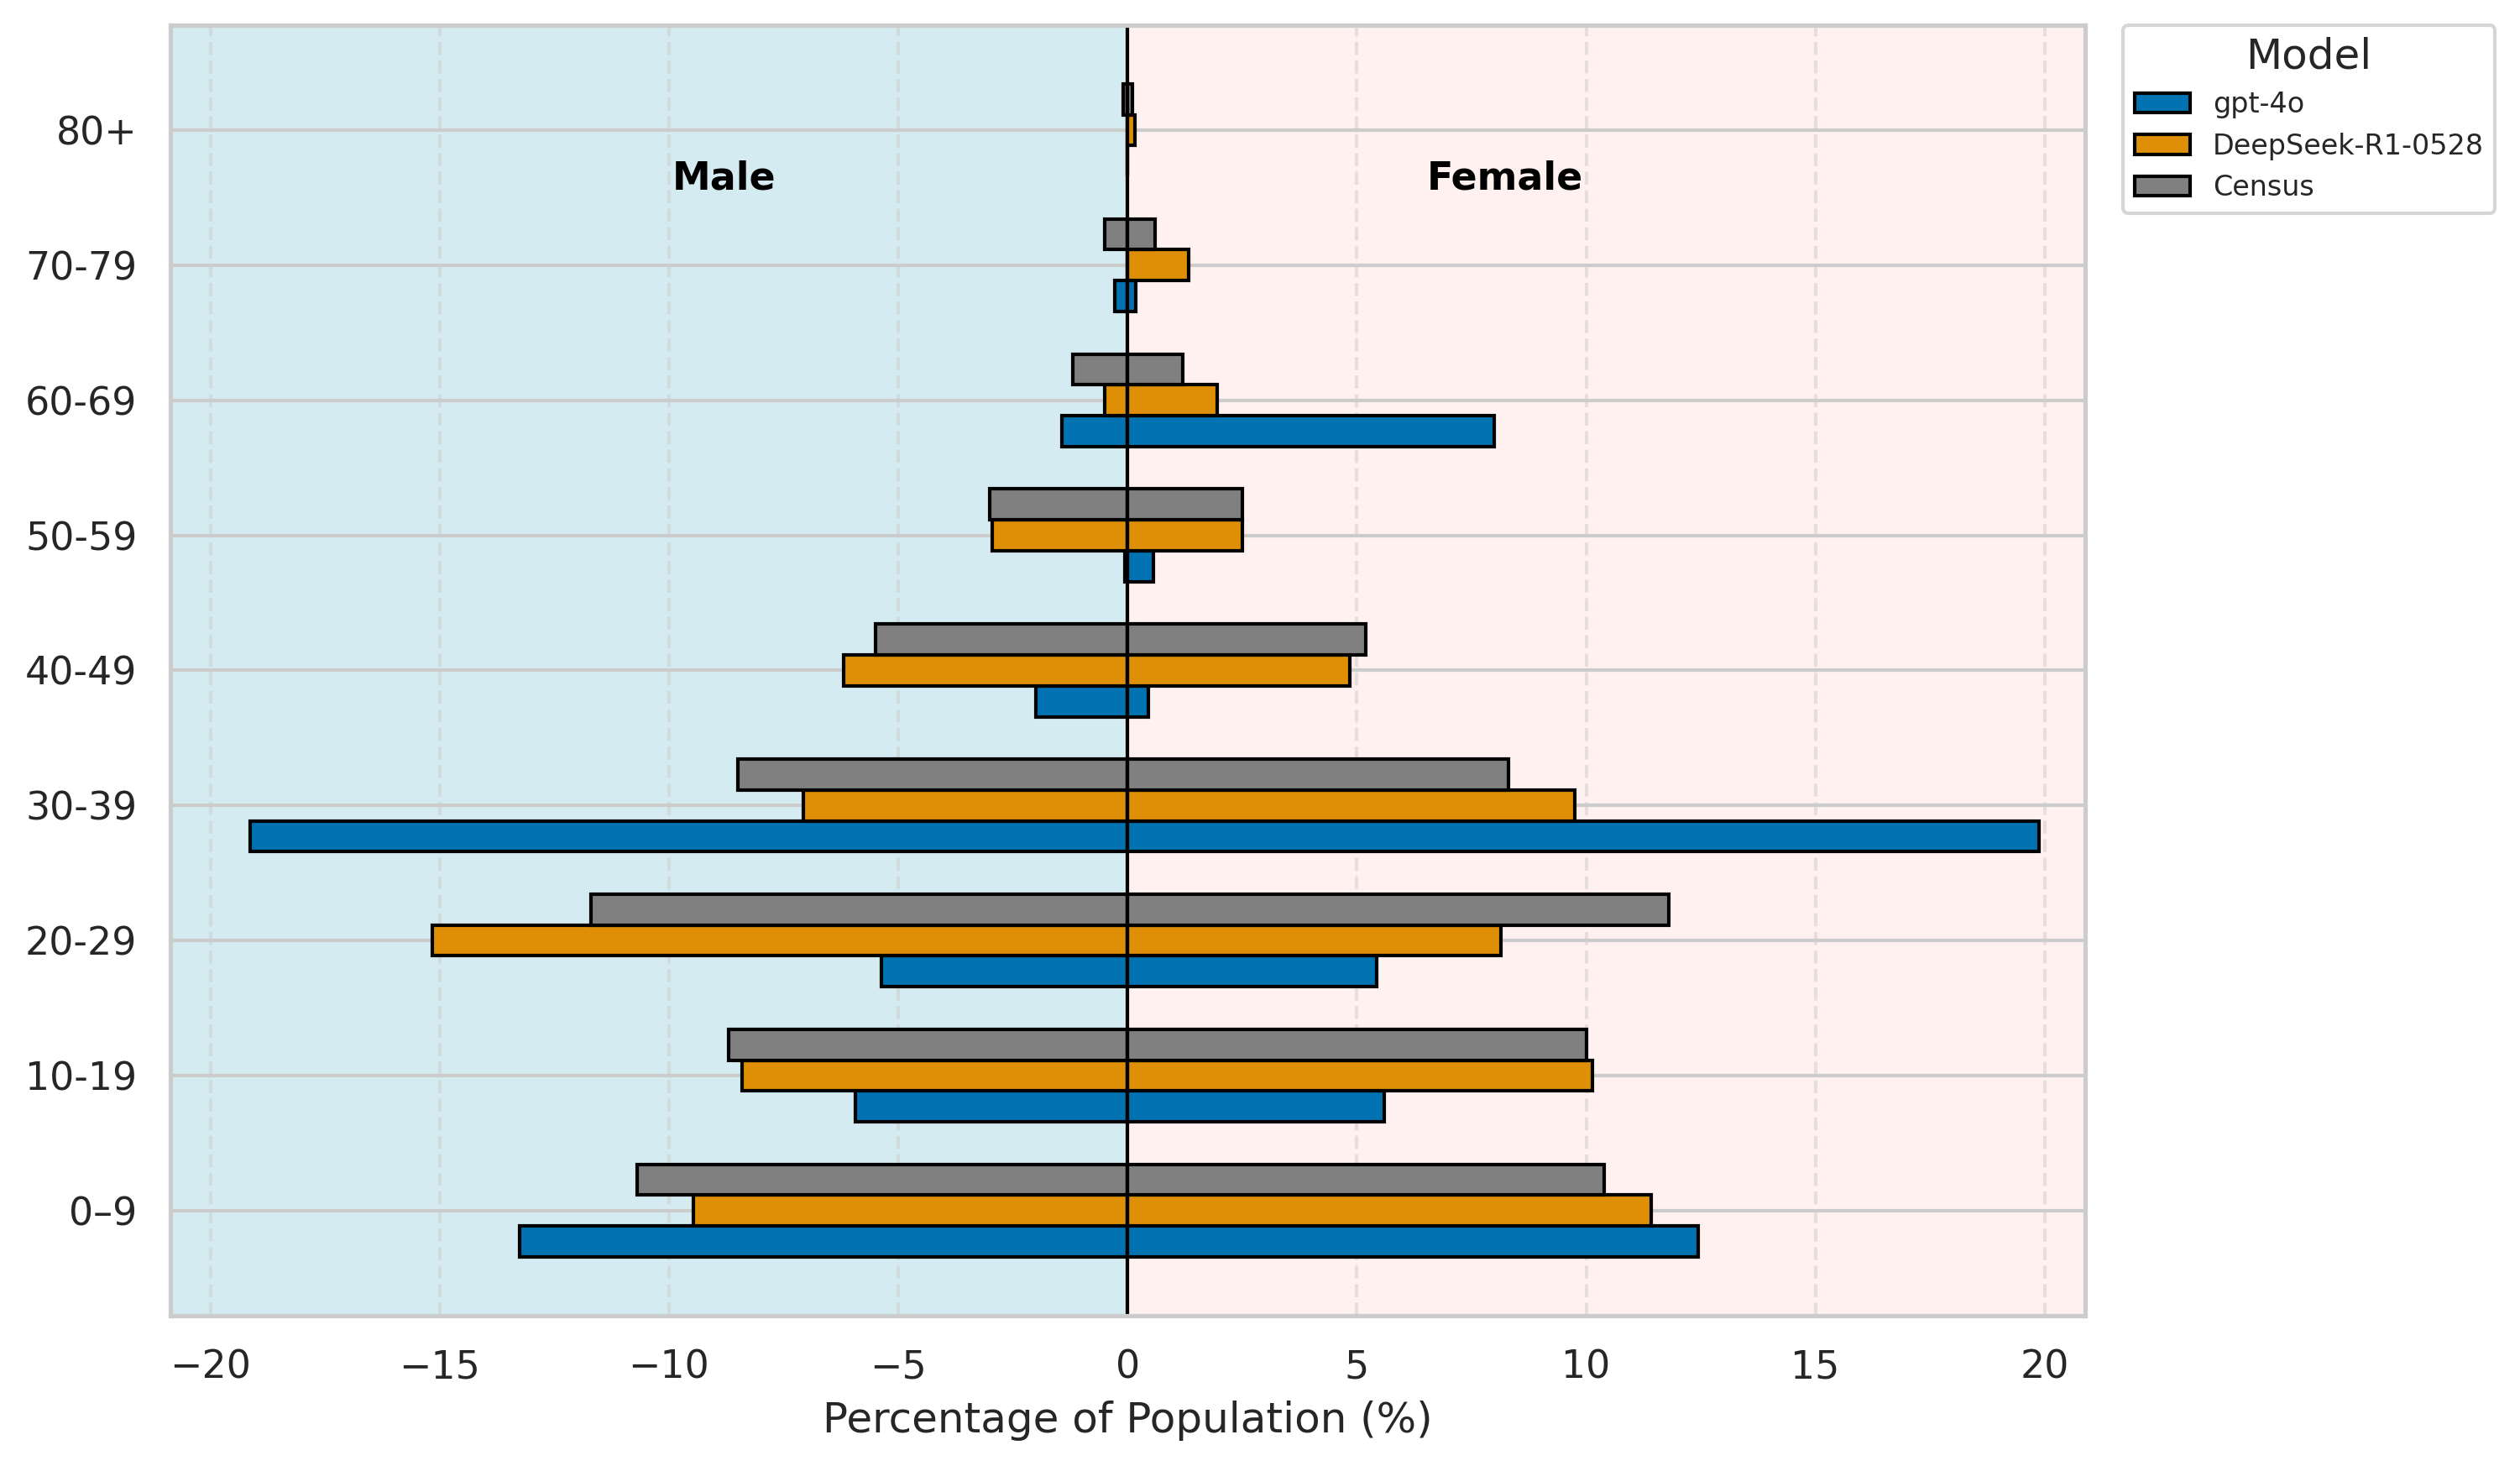 Model
gpt-4o
DeepSeek-R1-0528
Census
Male
Female
80+
70-79
60-69
50-59
40-49
30-39
20-29
10-19
0–9
−20 −15 −10 −5 0 5 10 15 20
Percentage of Population (%)